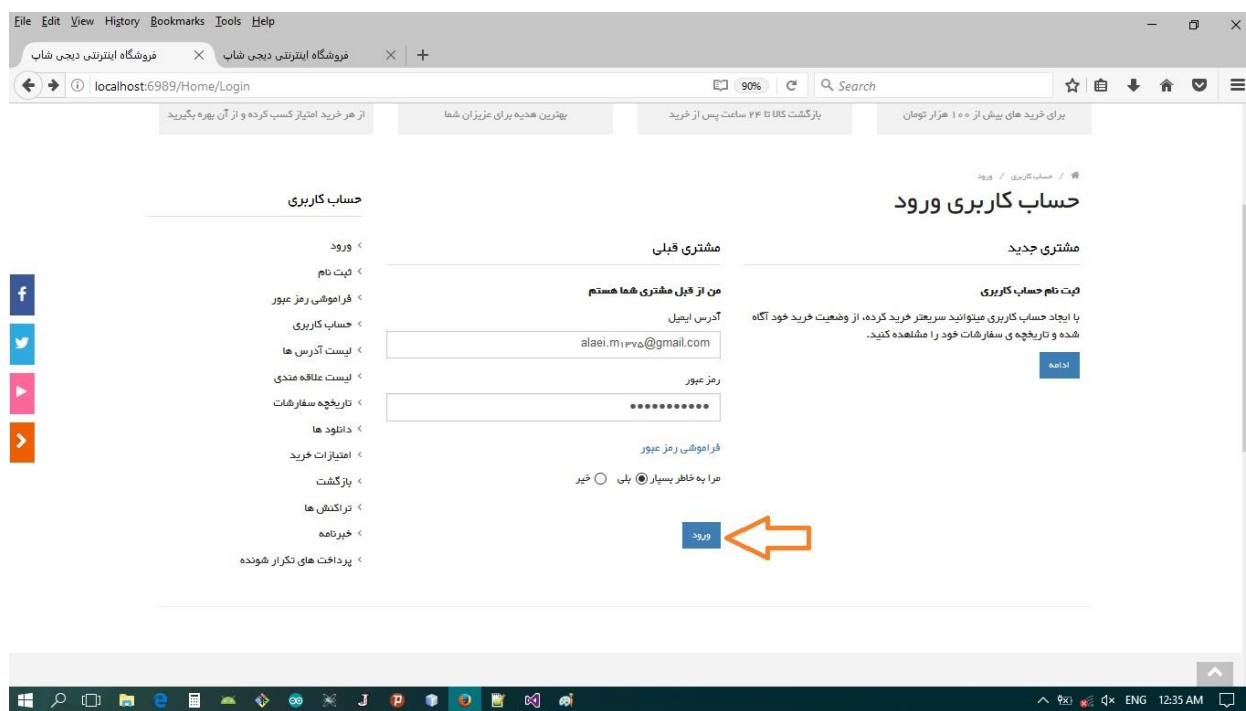 File Edit View History Bookmarks Tools Help
فروشگاه اینترنتی دیجی شاپ
فروشگاه اینترنتی دیجی شاپ
localhost:6989/Home/Login
90%
Search
برای خرید های بیش از ۱۰۰ هزار تومان
بازگشت کالا تا ۲۴ ساعت پس از خرید
بهترین هدیه برای عزیزان شما
از هر خرید امتیاز کسب کرده و از آن بهره بگیرید
/ حساب کاربری / ورود
حساب کاربری ورود
مشتری جدید
ثبت نام حساب کاربری
با ایجاد حساب کاربری میتوانید سریعتر خرید کرده، از وضعیت خرید خود آگاه
شده و تاریخچه ی سفارشات خود را مشاهده کنید.
ادامه
مشتری قبلی
من از قبل مشتری شما هستم
آدرس ایمیل
alaei.m۱۳۷۵@gmail.com
رمز عبور
●●●●●●●●●●●
فراموشی رمز عبور
مرا به خاطر بسپار بلی خیر
ورود
حساب کاربری
ورود
ثبت نام
فراموشی رمز عبور
حساب کاربری
لیست آدرس ها
لیست علاقه مندی
تاریخچه سفارشات
دانلود ها
امتیازات خرید
بازگشت
تراکنش ها
خبرنامه
پرداخت های تکرار شونده
ENG 12:35 AM